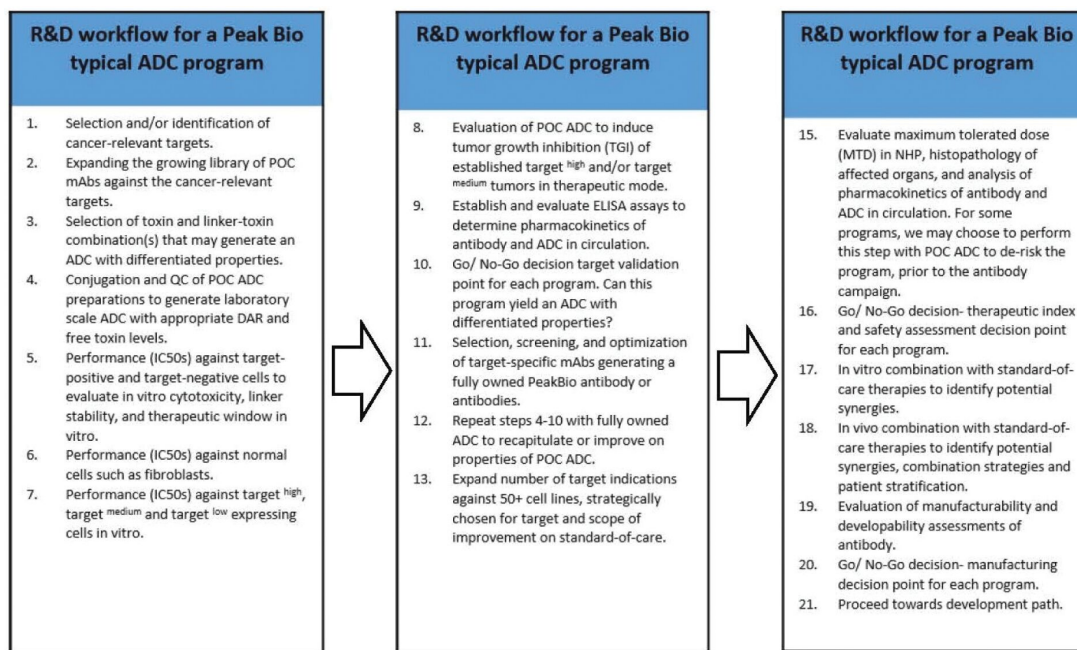 R&D workflow for a Peak Bio
typical ADC program
1. Selection and/or identification of
cancer-relevant targets.
2. Expanding the growing library of POC
mAbs against the cancer-relevant
targets.
3. Selection of toxin and linker-toxin
combination(s) that may generate an
ADC with differentiated properties.
4. Conjugation and QC of POC ADC
preparations to generate laboratory
scale ADC with appropriate DAR and
free toxin levels.
5. Performance (IC50s) against target-
positive and target-negative cells to
evaluate in vitro cytotoxicity, linker
stability, and therapeutic window in
vitro.
6. Performance (IC50s) against normal
cells such as fibroblasts.
7. Performance (IC50s) against target high,
target medium and target low expressing
cells in vitro.
R&D workflow for a Peak Bio
typical ADC program
8. Evaluation of POC ADC to induce
tumor growth inhibition (TGI) of
established target high and/or target
medium tumors in therapeutic mode.
9. Establish and evaluate ELISA assays to
determine pharmacokinetics of
antibody and ADC in circulation.
10. Go/ No-Go decision target validation
point for each program. Can this
program yield an ADC with
differentiated properties?
11. Selection, screening, and optimization
of target-specific mAbs generating a
fully owned PeakBio antibody or
antibodies.
12. Repeat steps 4-10 with fully owned
ADC to recapitulate or improve on
properties of POC ADC.
13. Expand number of target indications
against 50+ cell lines, strategically
chosen for target and scope of
improvement on standard-of-care.
R&D workflow for a Peak Bio
typical ADC program
15. Evaluate maximum tolerated dose
(MTD) in NHP, histopathology of
affected organs, and analysis of
pharmacokinetics of antibody and
ADC in circulation. For some
programs, we may choose to perform
this step with POC ADC to de-risk the
program, prior to the antibody
campaign.
16. Go/ No-Go decision- therapeutic index
and safety assessment decision point
for each program.
17. In vitro combination with standard-of-
care therapies to identify potential
synergies.
18. In vivo combination with standard-of-
care therapies to identify potential
synergies, combination strategies and
patient stratification.
19. Evaluation of manufacturability and
developability assessments of
antibody.
20. Go/ No-Go decision- manufacturing
decision point for each program.
21. Proceed towards development path.